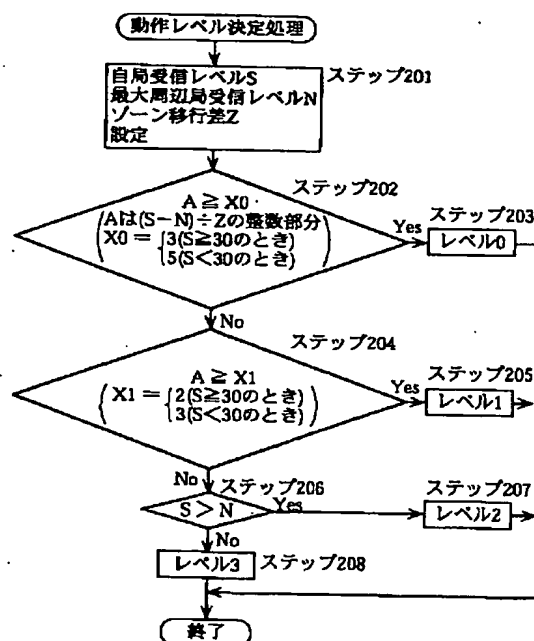 動作レベル決定処理
自局受信レベルS
最大周辺局受信レベルN
ゾーン移行差Z
設定
ステップ201
ステップ202
A ≧ X0
Aは(S－N)÷Zの整数部分
X0 = 3(S≧30のとき)
5(S<30のとき)
Yes
ステップ203
レベル0
No
ステップ204
A ≧ X1
X1 = 2(S≧30のとき)
3(S<30のとき)
Yes
ステップ205
レベル1
No
ステップ206
S > N
Yes
ステップ207
レベル2
No
レベル3
ステップ208
終了